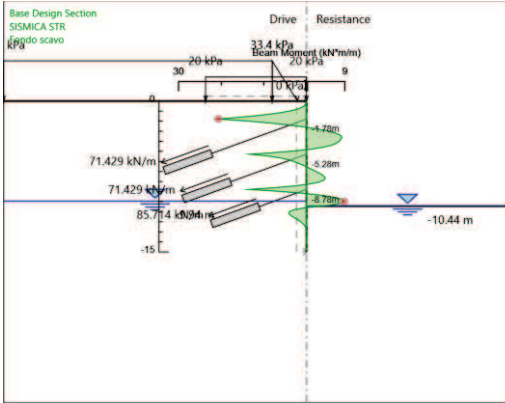 Base Design Section
SISMICA STR
Fondo scavo
Drive
Resistance
kPa
33.4 kPa
Beam Moment (kN*m/m)
20 kPa
20 kPa
30
9
0 kPa
0
-1.78m
71.429 kN/m
-5.28m
71.429 kN/m
-8.78m
85.714 kN/m
-10.44 m
-15